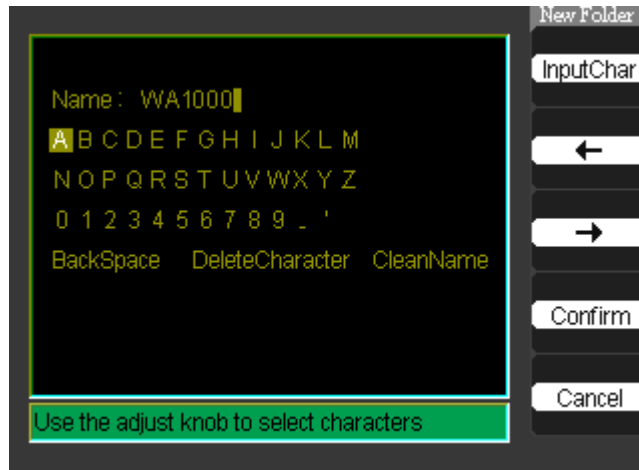 New Folder
InputChar
Name: WA1000
A B C D E F G H I J K L M
←
N O P Q R S T U V W X Y Z
0 1 2 3 4 5 6 7 8 9 _ '
→
BackSpace DeleteCharacter CleanName
Confirm
Cancel
Use the adjust knob to select characters